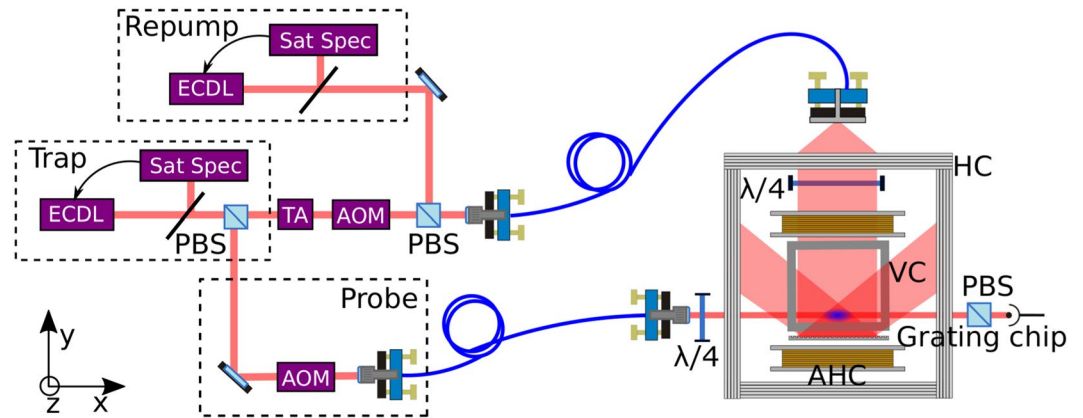 Repump
Sat Spec
ECDL
Trap
Sat Spec
ECDL
PBS
TA
AOM
PBS
Probe
AOM
y
z
x
HC
λ/4
VC
PBS
λ/4
Grating chip
AHC